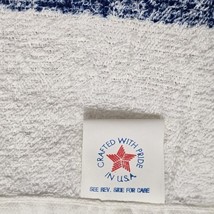 CRAFTED WITH PRIDE
IN U.S.A.
SEE REV. SIDE FOR CARE